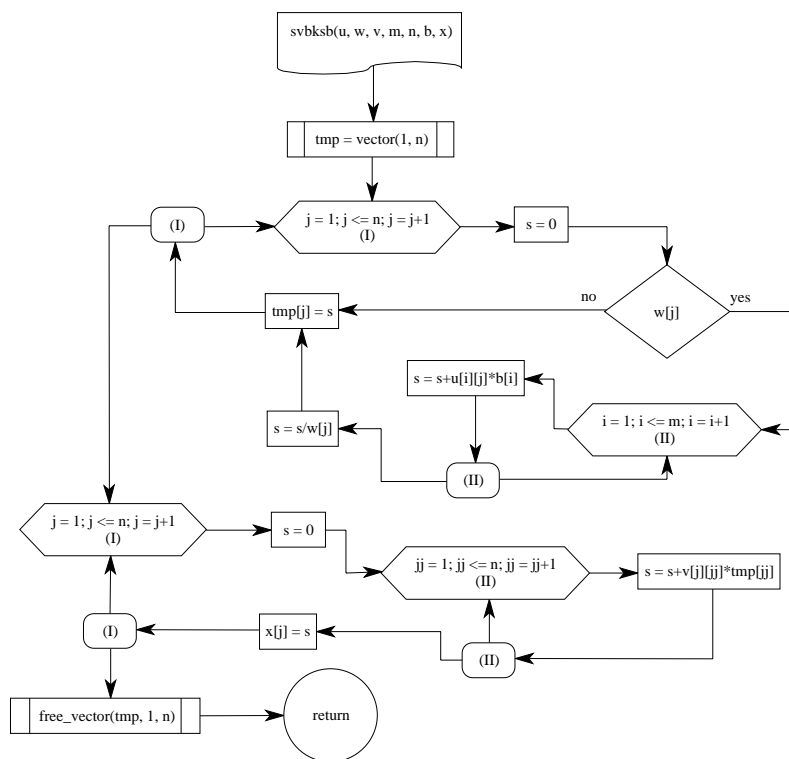 svbksb(u, w, v, m, n, b, x)
tmp = vector(1, n)
(I)
j = 1; j <= n; j = j+1
(I)
s = 0
w[j]
no
yes
tmp[j] = s
s = s+u[i][j]*b[i]
i = 1; i <= m; i = i+1
(II)
s = s/w[j]
(II)
j = 1; j <= n; j = j+1
(I)
s = 0
jj = 1; jj <= n; jj = jj+1
(II)
s = s+v[j][jj]*tmp[jj]
(I)
x[j] = s
(II)
free_vector(tmp, 1, n)
return